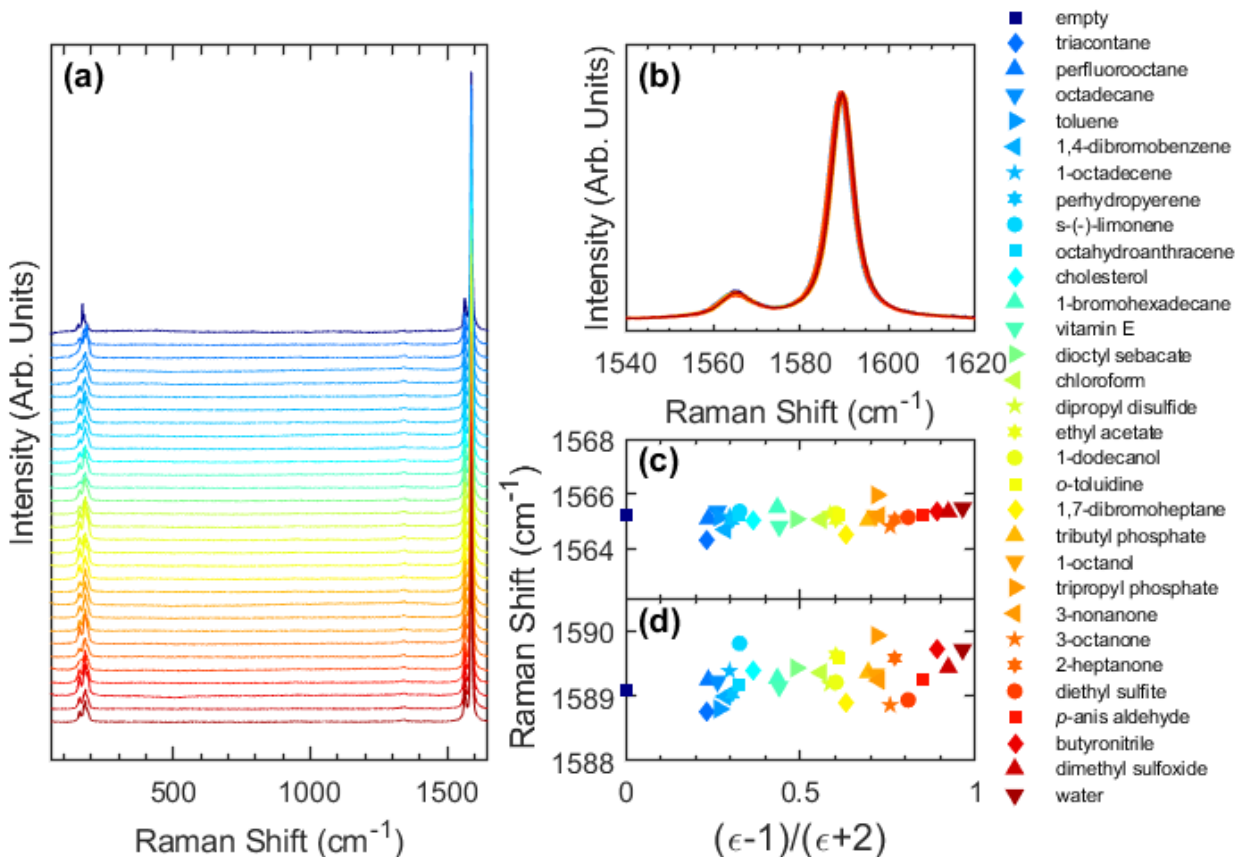 (a)
Intensity (Arb. Units)
500
1000
1500
Raman Shift (cm-1)
(b)
Intensity (Arb. Units)
1540
1560
1580
1600
1620
Raman Shift (cm-1)
(c)
1568
1566
1564
Raman Shift (cm-1)
(d)
1590
1589
1588
0
0.5
1
(ϵ-1)/(ϵ+2)
empty
triacontane
perfluorooctane
octadecane
toluene
1,4-dibromobenzene
1-octadecene
perhydropyerene
s-(-)-limonene
octahydroanthracene
cholesterol
1-bromohexadecane
vitamin E
dioctyl sebacate
chloroform
dipropyl disulfide
ethyl acetate
1-dodecanol
o-toluidine
1,7-dibromoheptane
tributyl phosphate
1-octanol
tripropyl phosphate
3-nonanone
3-octanone
2-heptanone
diethyl sulfite
p-anis aldehyde
butyronitrile
dimethyl sulfoxide
water